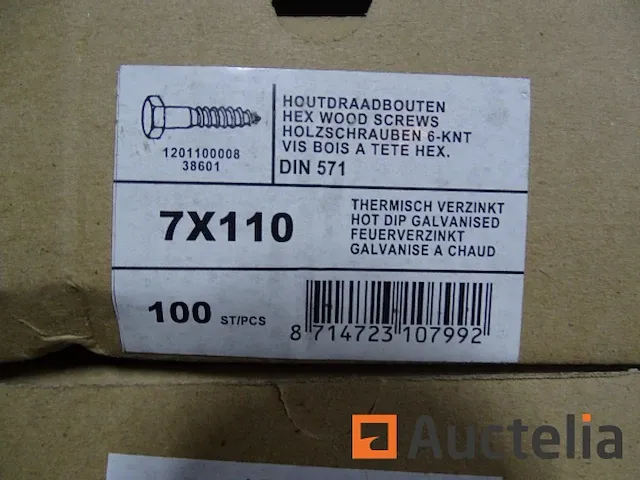 HOUTDRAADBOUTEN
HEX WOOD SCREWS
HOLZSCHRAUBEN 6-KNT
VIS BOIS A TETE HEX.
DIN 571
1201100008
38601
7X110
THERMISCH VERZINKT
HOT DIP GALVANISED
FEUERVERZINKT
GALVANISE A CHAUD
100 ST/PCS
8 714723 107992
Auctelia